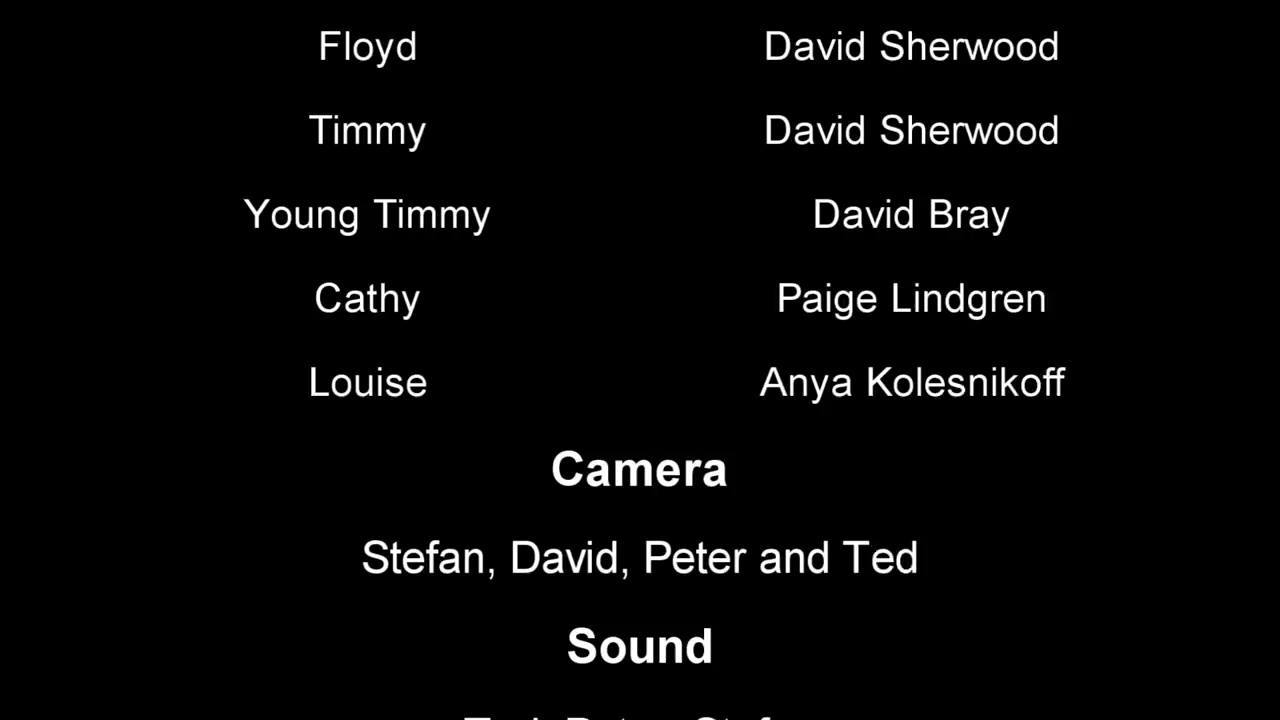 Floyd David Sherwood
Timmy David Sherwood
Young Timmy David Bray
Cathy Paige Lindgren
Louise Anya Kolesnikoff
Camera
Stefan, David, Peter and Ted
Sound